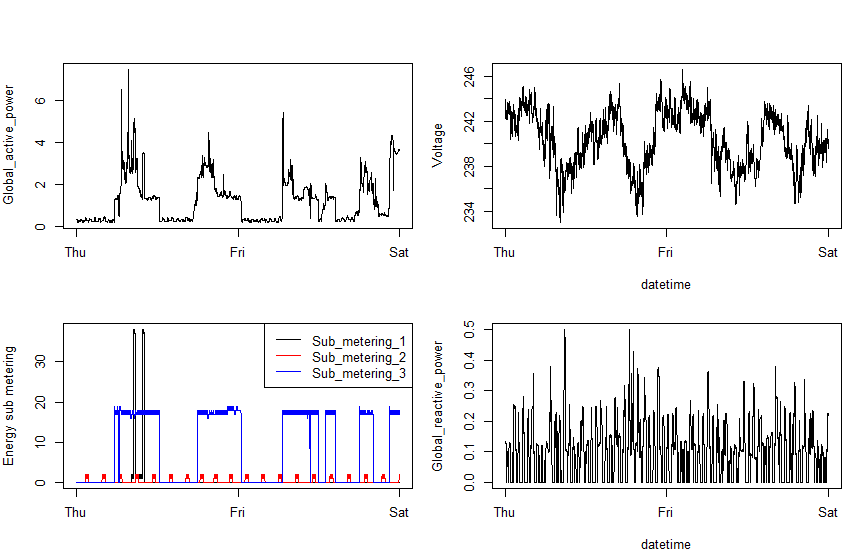 Global_active_power
0 2 4 6
Thu Fri Sat
Voltage
234 238 242 246
Thu Fri Sat
datetime
Energy sub metering
0 10 20 30
Sub_metering_1
Sub_metering_2
Sub_metering_3
Thu Fri Sat
Global_reactive_power
0.0 0.1 0.2 0.3 0.4 0.5
Thu Fri Sat
datetime